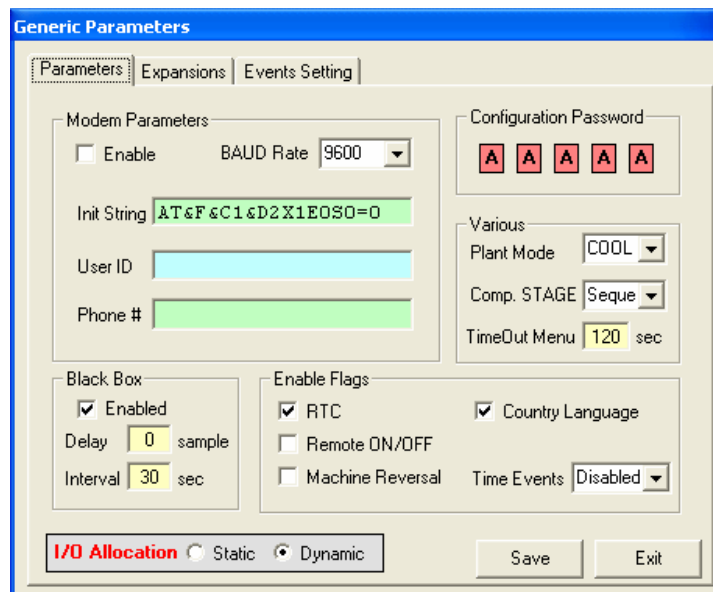 Generic Parameters
Parameters Expansions Events Setting
Modem Parameters
Enable BAUD Rate 9600
Init String AT&F&C1&D2X1E0S0=0
User ID
Phone #
Configuration Password
A A A A A
Various
Plant Mode COOL
Comp. STAGE Seque
TimeOut Menu 120 sec
Black Box
Enabled
Delay 0 sample
Interval 30 sec
Enable Flags
RTC Country Language
Remote ON/OFF
Machine Reversal Time Events Disabled
I/O Allocation Static Dynamic
Save Exit